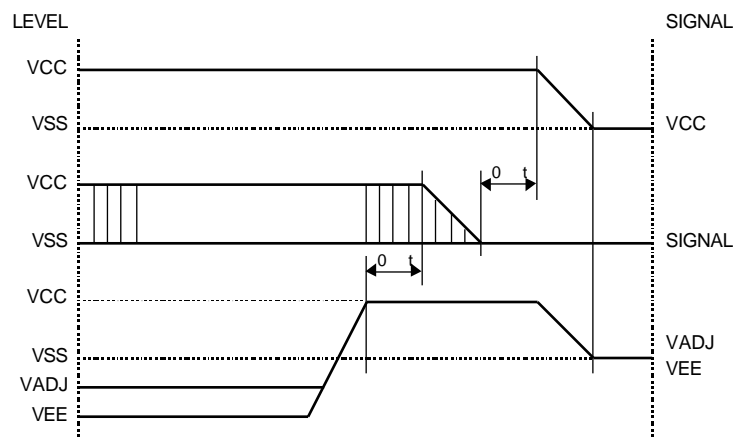 LEVEL SIGNAL
VCC
VSS VCC
VCC 0 t
VSS SIGNAL
0 t
VCC
VADJ
VSS
VEE
VADJ
VEE